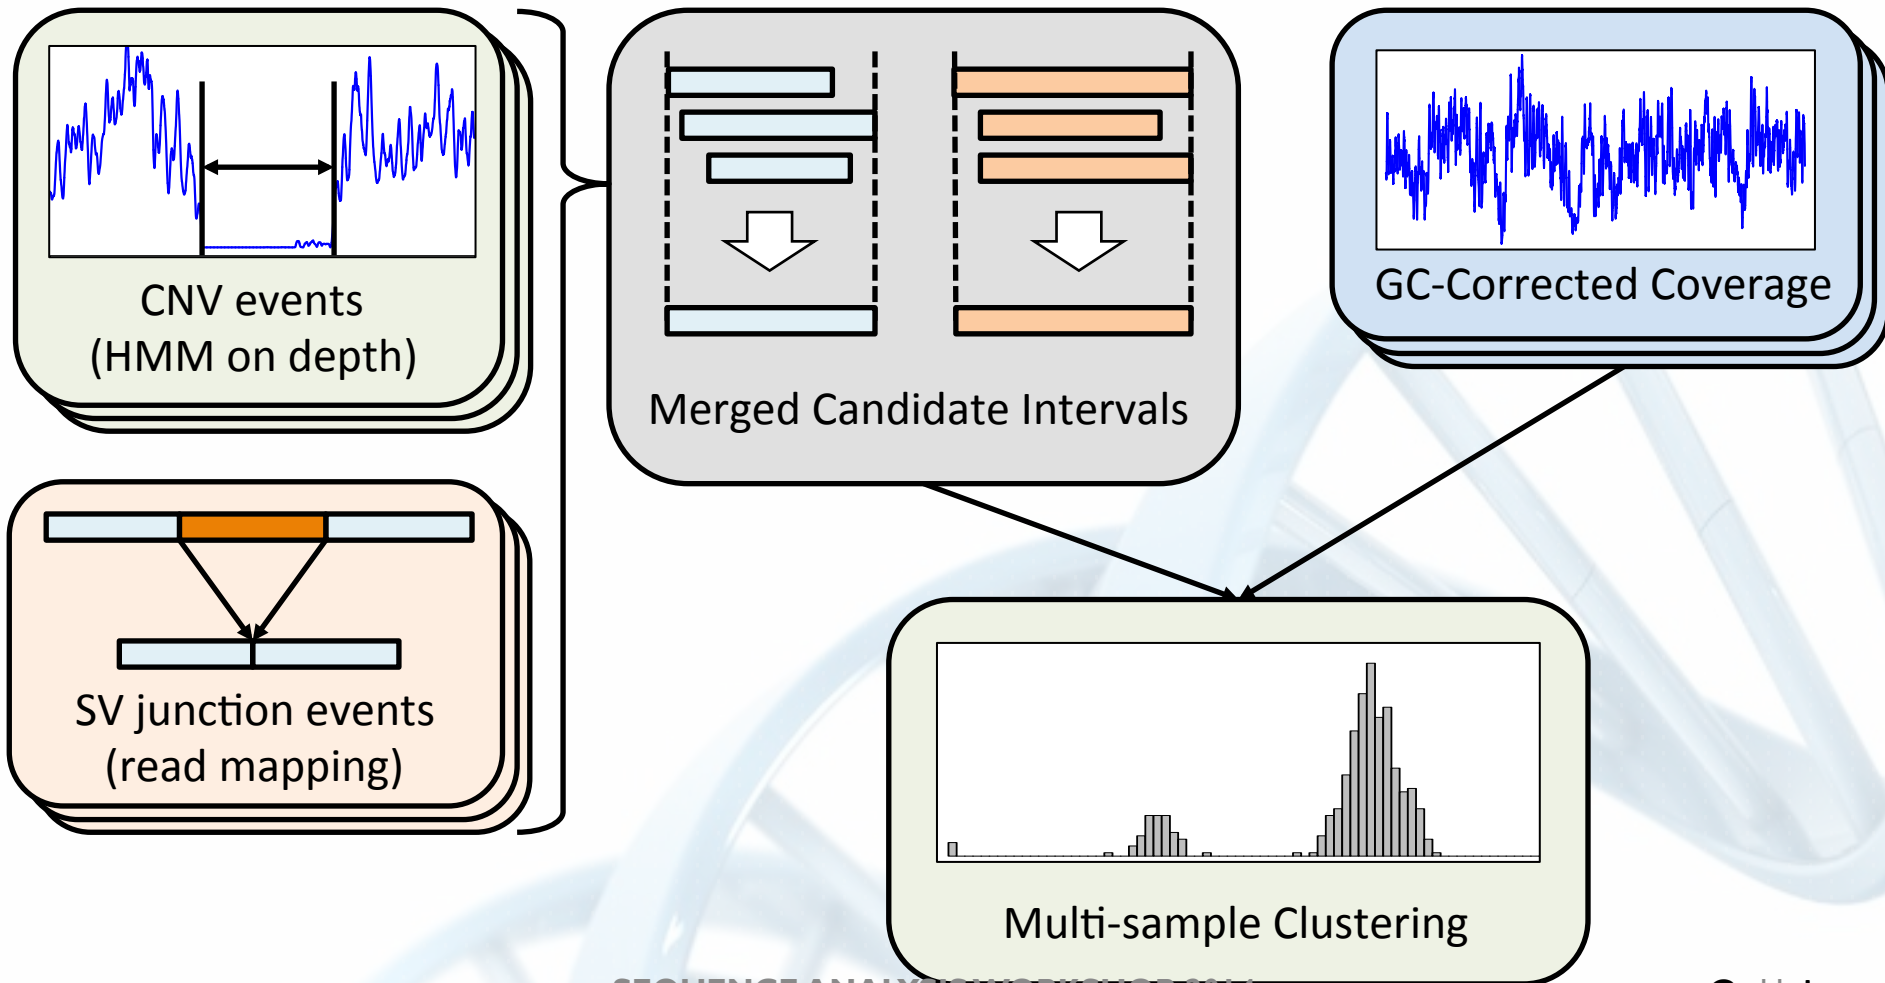 CNV events
(HMM on depth)
Merged Candidate Intervals
GC-Corrected Coverage
SV junction events
(read mapping)
Multi-sample Clustering